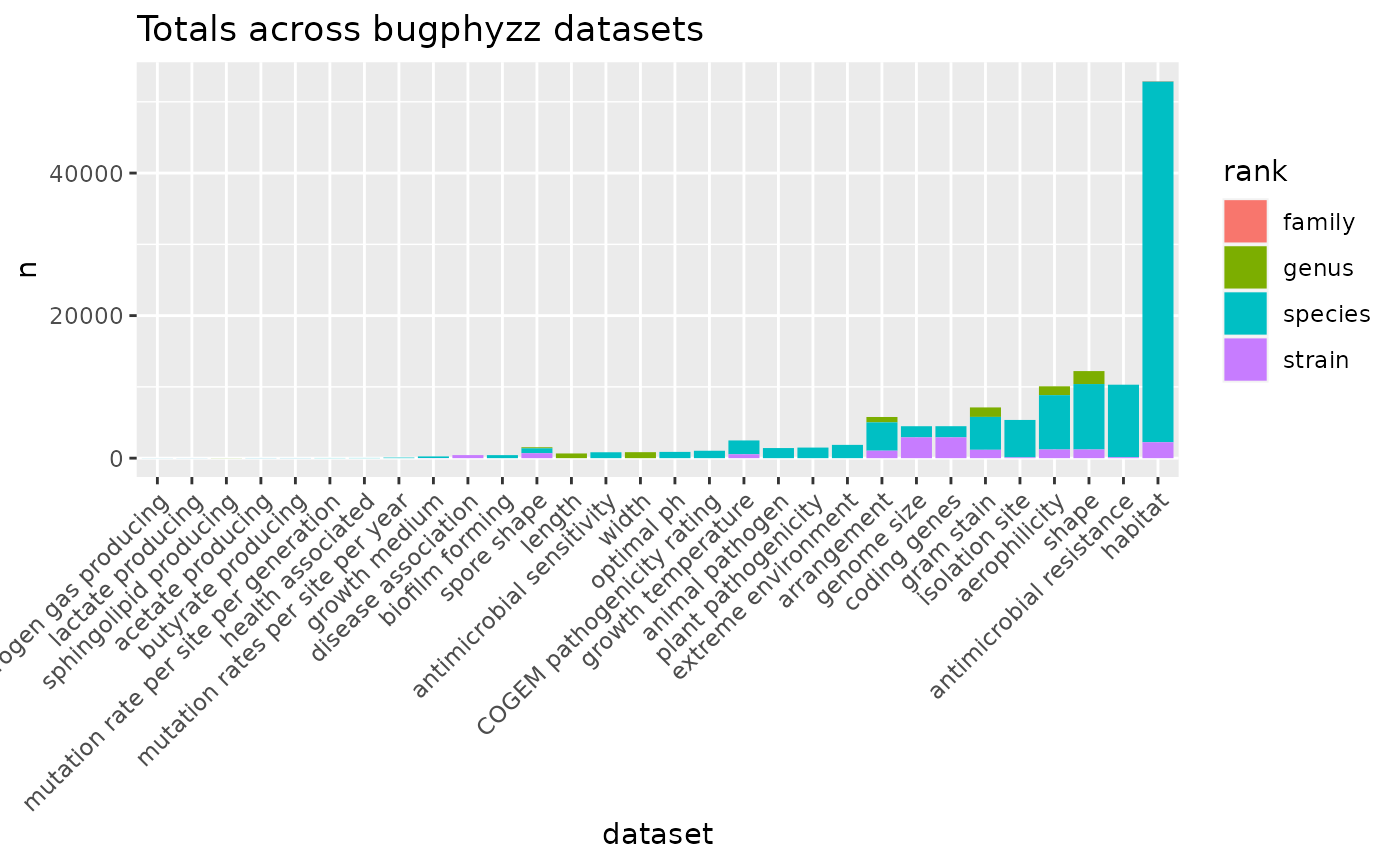 Totals across bugphyzz datasets
n
40000
20000
0
ogen gas producing
lactate producing
sphingolipid producing
acetate producing
butyrate producing
mutation rate per site per generation
health associated
mutation rates per site per year
growth medium
disease association
biofilm forming
spore shape
length
antimicrobial sensitivity
width
optimal ph
COGEM pathogenicity rating
growth temperature
animal pathogen
plant pathogenicity
extreme environment
arrangement
genome size
coding genes
gram stain
isolation site
aerophilicity
shape
antimicrobial resistance
habitat
dataset
rank
family
genus
species
strain